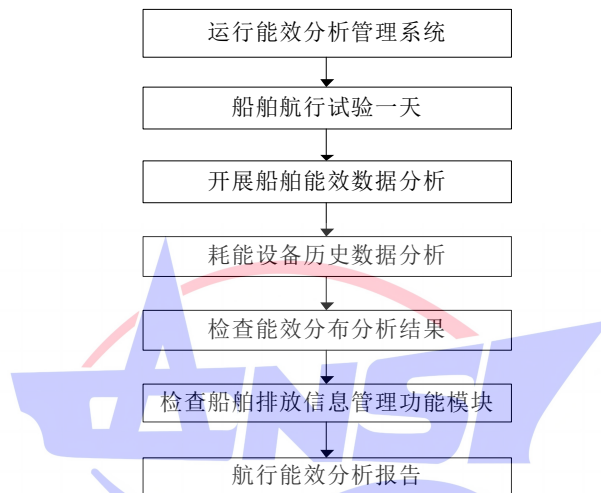 运行能效分析管理系统
船舶航行试验一天
开展船舶能效数据分析
耗能设备历史数据分析
检查能效分布分析结果
检查船舶排放信息管理功能模块
航行能效分析报告
ANSI